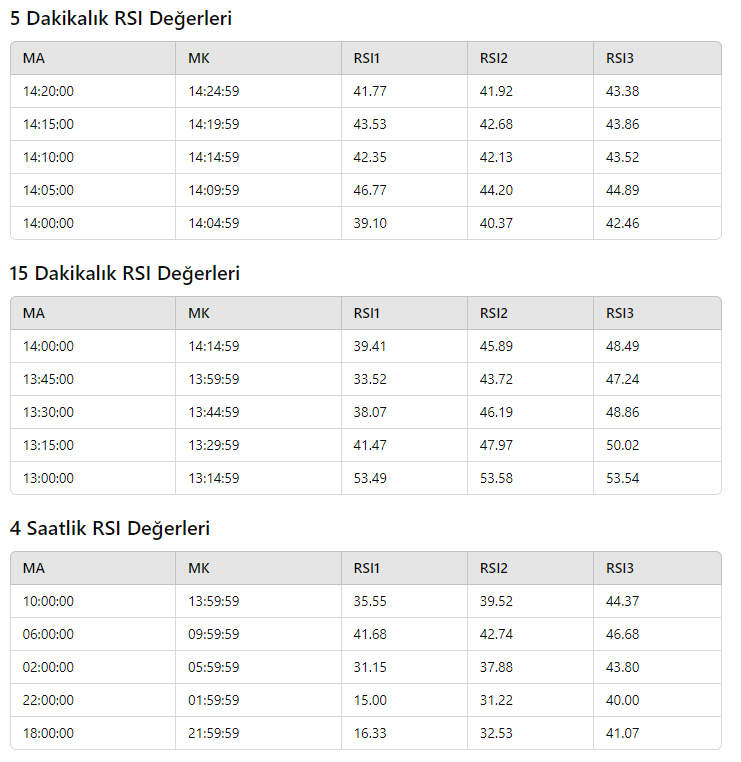 5 Dakikalık RSI Değerleri
MA MK RSI1 RSI2 RSI3
14:20:00 14:24:59 41.77 41.92 43.38
14:15:00 14:19:59 43.53 42.68 43.86
14:10:00 14:14:59 42.35 42.13 43.52
14:05:00 14:09:59 46.77 44.20 44.89
14:00:00 14:04:59 39.10 40.37 42.46
15 Dakikalık RSI Değerleri
MA MK RSI1 RSI2 RSI3
14:00:00 14:14:59 39.41 45.89 48.49
13:45:00 13:59:59 33.52 43.72 47.24
13:30:00 13:44:59 38.07 46.19 48.86
13:15:00 13:29:59 41.47 47.97 50.02
13:00:00 13:14:59 53.49 53.58 53.54
4 Saatlik RSI Değerleri
MA MK RSI1 RSI2 RSI3
10:00:00 13:59:59 35.55 39.52 44.37
06:00:00 09:59:59 41.68 42.74 46.68
02:00:00 05:59:59 31.15 37.88 43.80
22:00:00 01:59:59 15.00 31.22 40.00
18:00:00 21:59:59 16.33 32.53 41.07